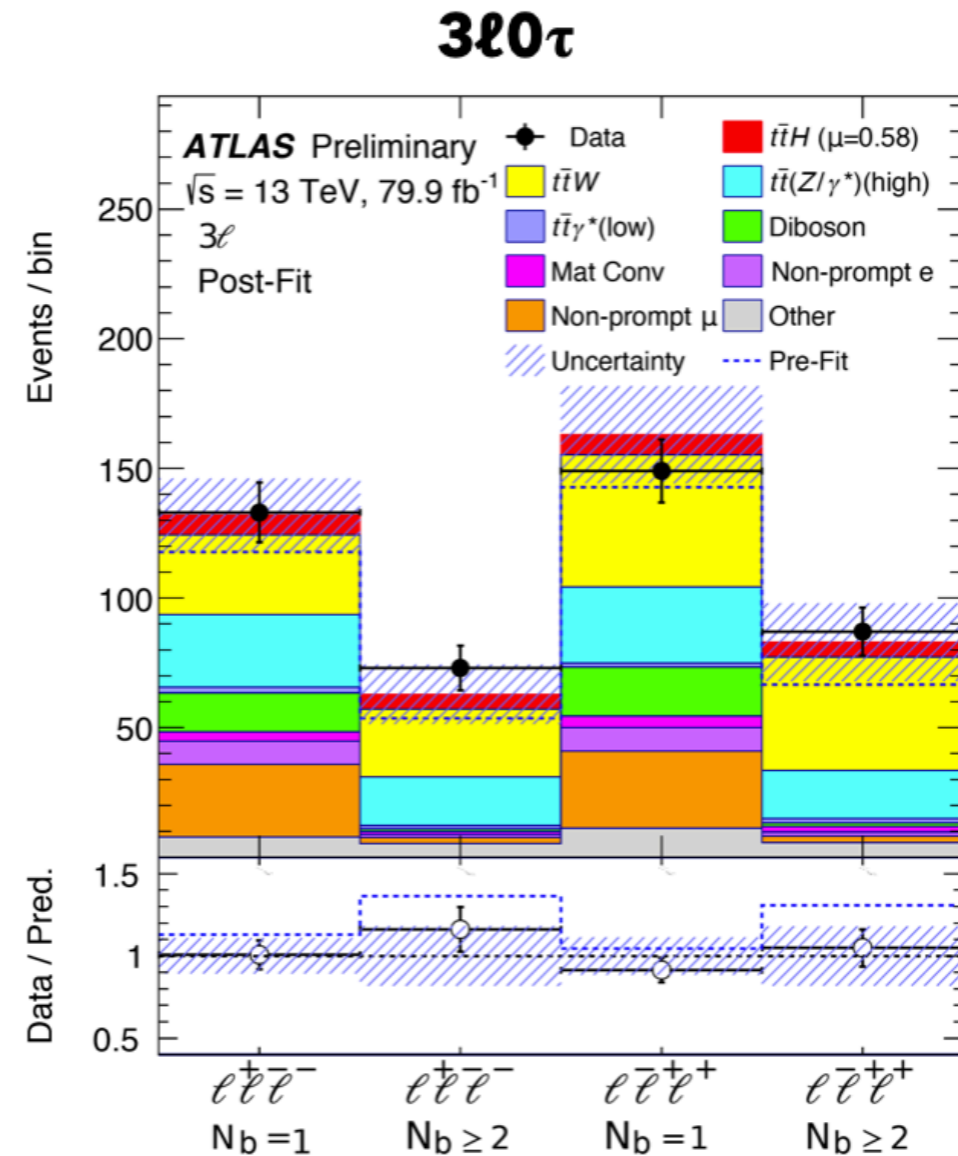 3ℓ0τ
ATLAS Preliminary
√s = 13 TeV, 79.9 fb⁻¹
3ℓ
Post-Fit
Data
tt̄H (μ=0.58)
tt̄W
tt̄(Z/γ*)(high)
tt̄γ*(low)
Diboson
Mat Conv
Non-prompt e
Non-prompt μ
Other
Uncertainty
Pre-Fit
Events / bin
250
200
150
100
50
Data / Pred.
1.5
1
0.5
ℓ⁺ℓ⁻ℓ⁻
ℓ⁺ℓ⁻ℓ⁻
ℓ⁻ℓ⁺ℓ⁺
ℓ⁻ℓ⁺ℓ⁺
N_b =1
N_b ≥ 2
N_b =1
N_b ≥ 2